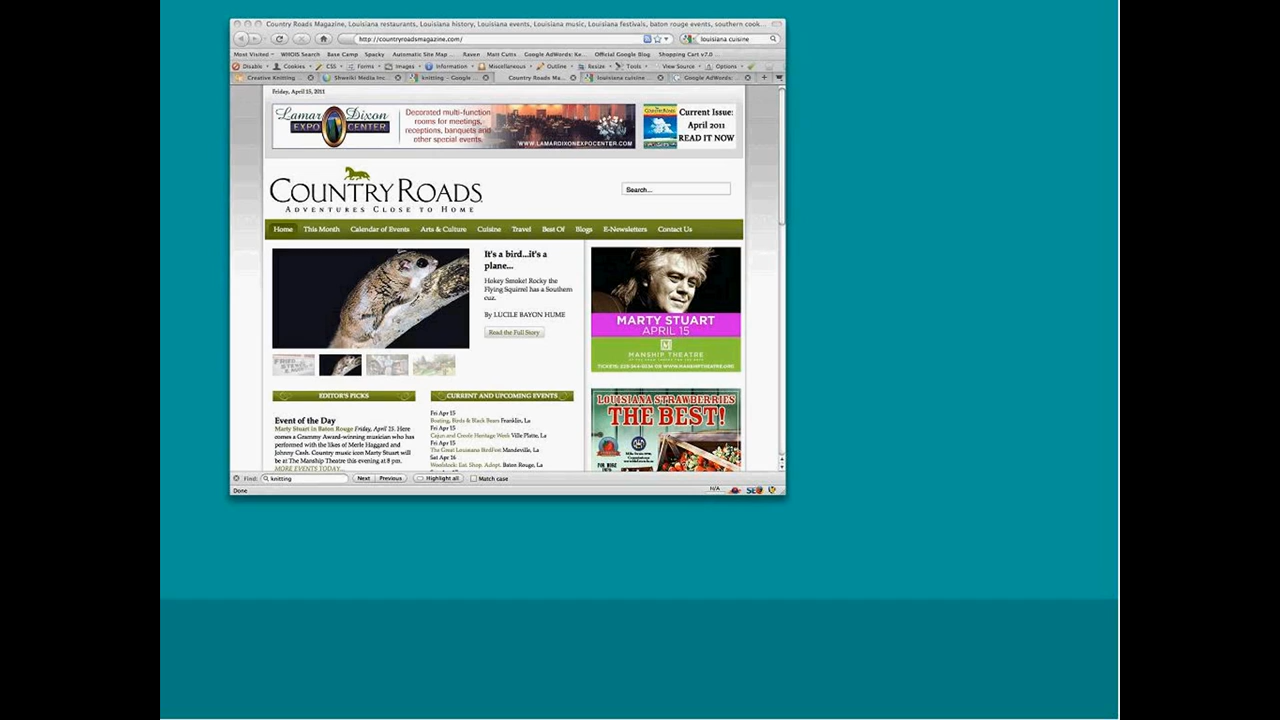 Country Roads Magazine, Louisiana restaurants, Louisiana history, Louisiana events, Louisiana music, Louisiana festivals, baton rouge events, southern cook...
http://countryroadsmagazine.com/
louisiana cuisine
Most Visited WHOIS Search Base Camp Spacky Automatic Site Map ... Raven Matt Cutts Google AdWords: Ke... Official Google Blog Shopping Cart v7.0
Disable Cookies CSS Forms Images Information Miscellaneous Outline Resize Tools View Source Options
Creative Knitting Shweiki Media Inc... knitting - Google ... Country Roads Ma... louisiana cuisine... Google AdWords: ...
Friday, April 15, 2011
Lamar Dixon
EXPO CENTER
Decorated multi-function
rooms for meetings,
receptions, banquets and
other special events.
WWW.LAMARDIXONEXPOCENTER.COM
Current Issue:
April 2011
READ IT NOW
COUNTRY ROADS
ADVENTURES CLOSE TO HOME
Search...
Home This Month Calendar of Events Arts & Culture Cuisine Travel Best Of Blogs E-Newsletters Contact Us
It's a bird...it's a
plane...
Hokey Smoke! Rocky the
Flying Squirrel has a Southern
cuz.
By LUCILE BAYON HUME
Read the Full Story
MARTY STUART
APRIL 15
MANSHIP THEATRE
EDITOR'S PICKS
Event of the Day
Marty Stuart in Baton Rouge Friday, April 15. Here
comes a Grammy Award-winning musician who has
performed with the likes of Merle Haggard and
Johnny Cash. Country music icon Marty Stuart will
be at The Manship Theatre this evening at 8 pm.
MORE EVENTS TODAY...
CURRENT AND UPCOMING EVENTS
Fri Apr 15
Boating, Birds & Black Bears Franklin, La
Fri Apr 15
Cajun and Creole Heritage Week Ville Platte, La
Fri Apr 15
The Great Louisiana BirdFest Mandeville, La
Sat Apr 16
Woodstock: Eat. Shop. Adopt. Baton Rouge, La
LOUISIANA STRAWBERRIES
THE BEST!
Find: knitting Next Previous Highlight all Match case
Done N/A SEO